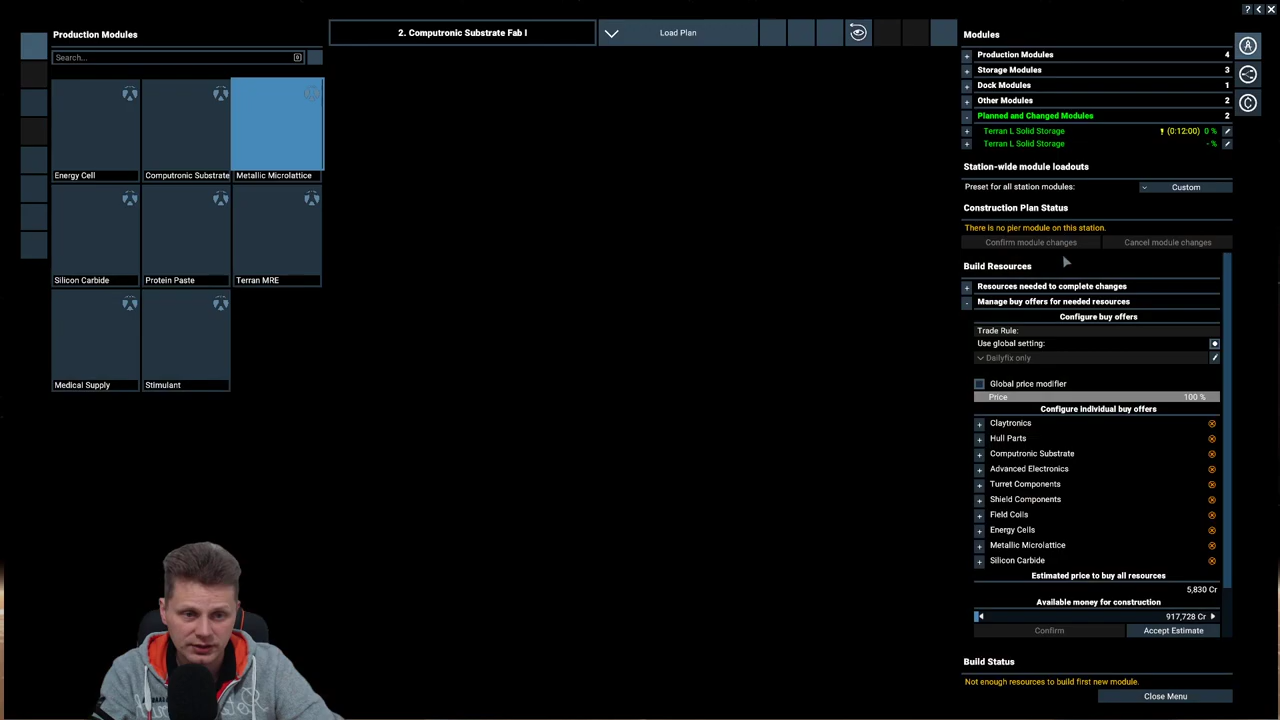 Production Modules
Search...
Energy Cell
Computronic Substrate
Metallic Microlattice
Silicon Carbide
Protein Paste
Terran MRE
Medical Supply
Stimulant
2. Computronic Substrate Fab I
Load Plan
Modules
+ Production Modules 4
+ Storage Modules 3
+ Dock Modules 1
+ Other Modules 2
- Planned and Changed Modules 2
+ Terran L Solid Storage ! (0:12:00) 0 %
+ Terran L Solid Storage - %
Station-wide module loadouts
Preset for all station modules: Custom
Construction Plan Status
There is no pier module on this station.
Confirm module changes Cancel module changes
Build Resources
+ Resources needed to complete changes
- Manage buy offers for needed resources
Configure buy offers
Trade Rule:
Use global setting:
Dailyfix only
Global price modifier
Price 100 %
Configure individual buy offers
+ Claytronics
+ Hull Parts
+ Computronic Substrate
+ Advanced Electronics
+ Turret Components
+ Shield Components
+ Field Coils
+ Energy Cells
+ Metallic Microlattice
+ Silicon Carbide
Estimated price to buy all resources
5,830 Cr
Available money for construction
917,728 Cr
Confirm Accept Estimate
Build Status
Not enough resources to build first new module.
Close Menu